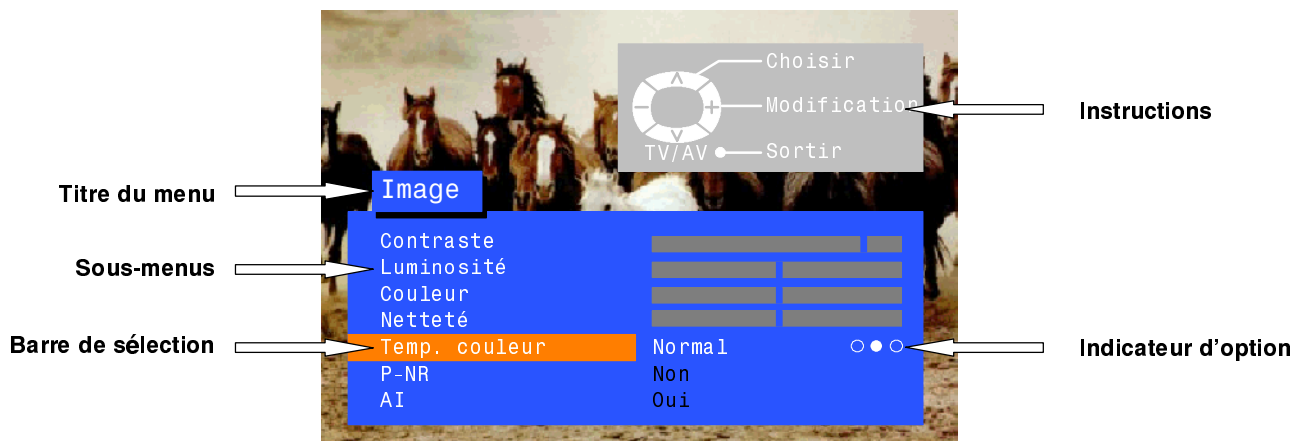 Choisir
Modification
TV/AV
Sortir
Instructions
Titre du menu
Image
Sous-menus
Contraste
Luminosité
Couleur
Netteté
Barre de sélection
Temp. couleur
Normal
Indicateur d'option
P-NR
Non
AI
Oui